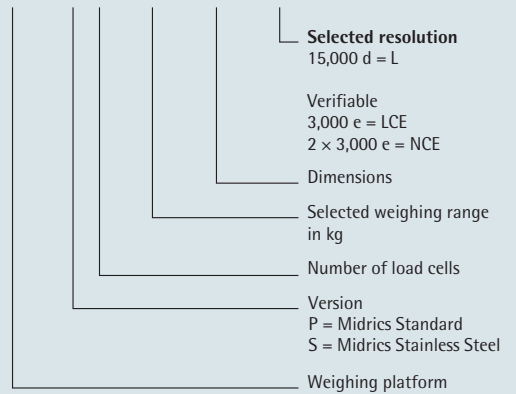 Selected resolution
15,000 d = L
Verifiable
3,000 e = LCE
2 × 3,000 e = NCE
Dimensions
Selected weighing range
in kg
Number of load cells
Version
P = Midrics Standard
S = Midrics Stainless Steel
Weighing platform